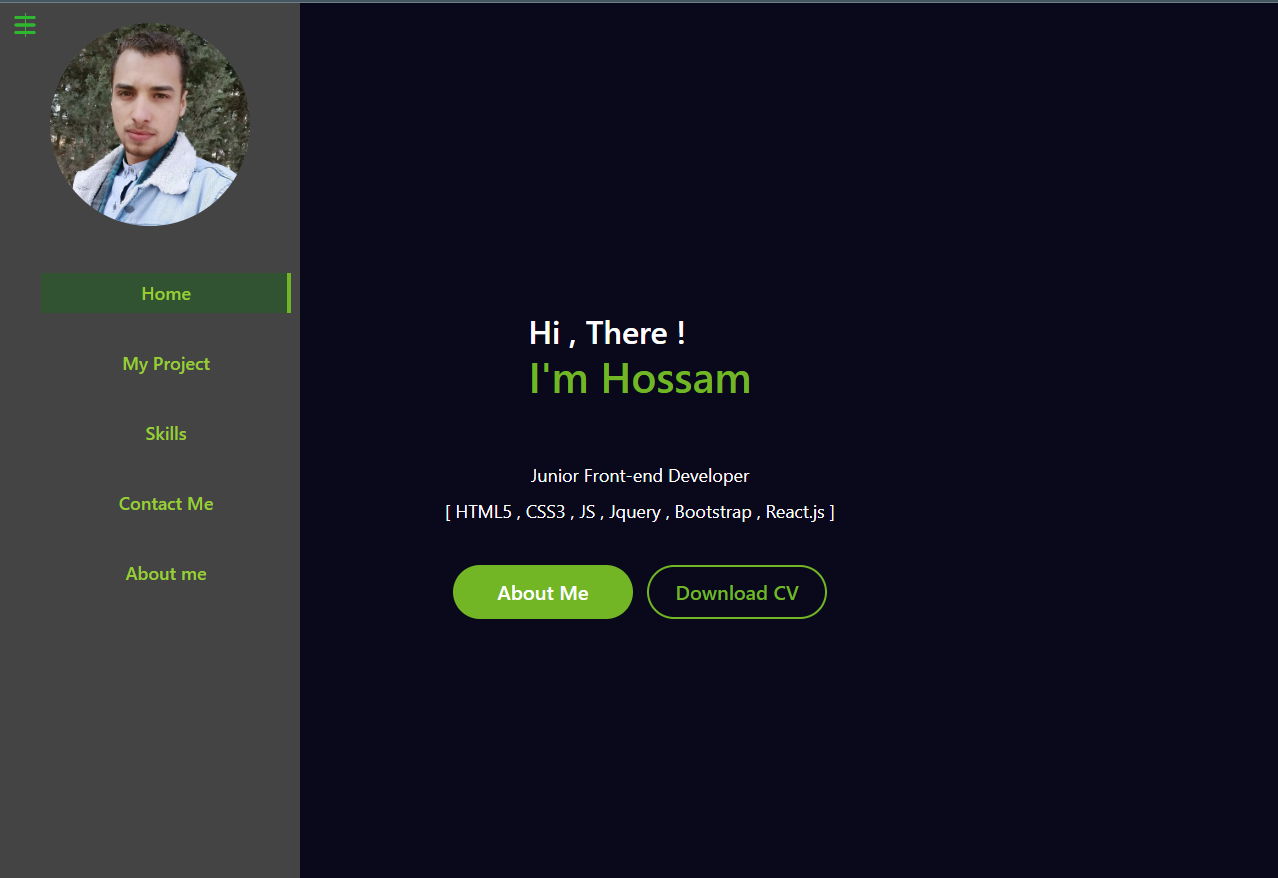 Home
My Project
Skills
Contact Me
About me
Hi , There !
I'm Hossam
Junior Front-end Developer
[ HTML5 , CSS3 , JS , Jquery , Bootstrap , React.js ]
About Me
Download CV